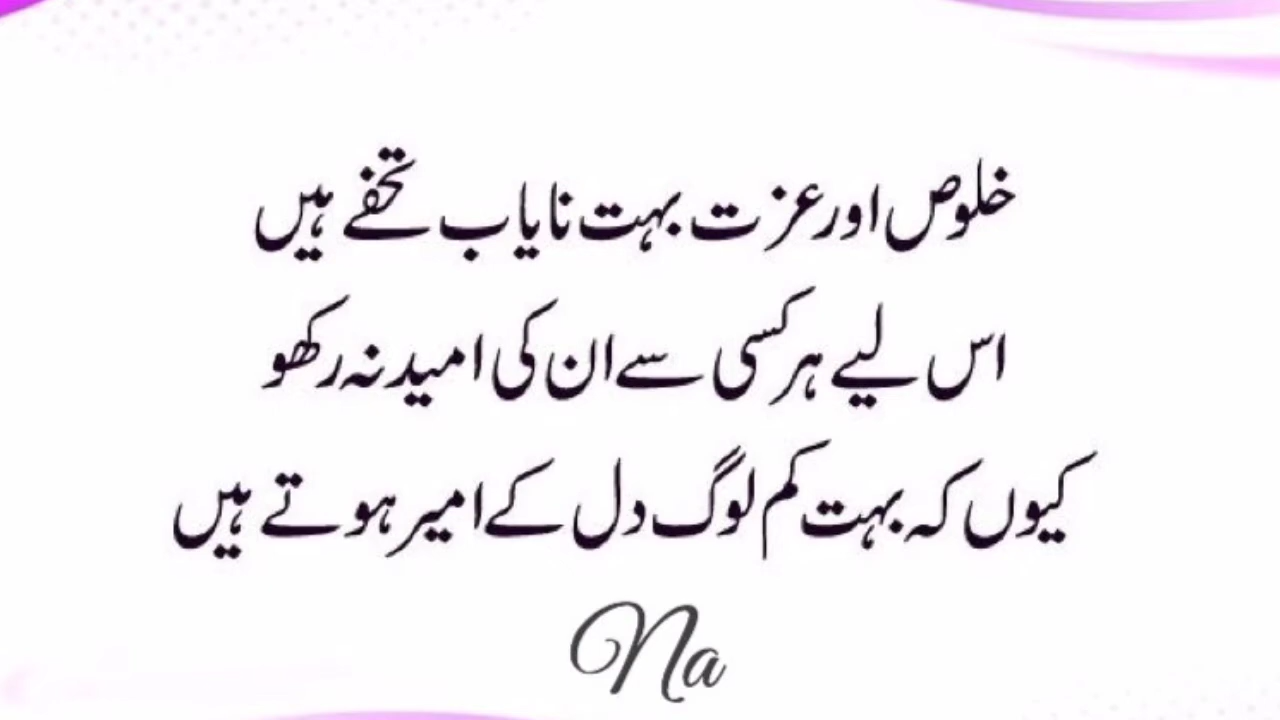 خلوص اور عزت بہت نایاب تحفے ہیں
اس لیے ہر کسی سے ان کی امید نہ رکھو
کیوں کہ بہت کم لوگ دل کے امیر ہوتے ہیں
Na